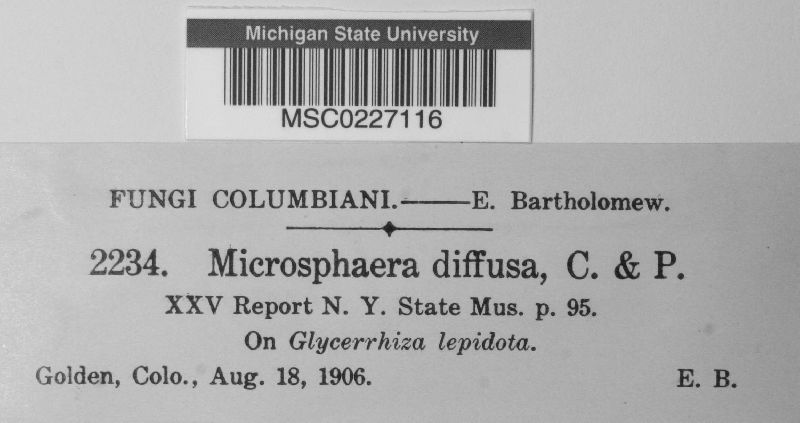 Michigan State University
MSC0227116
FUNGI COLUMBIANI.——E. Bartholomew.
2234. Microsphaera diffusa, C. & P.
XXV Report N. Y. State Mus. p. 95.
On Glycerrhiza lepidota.
Golden, Colo., Aug. 18, 1906. E. B.